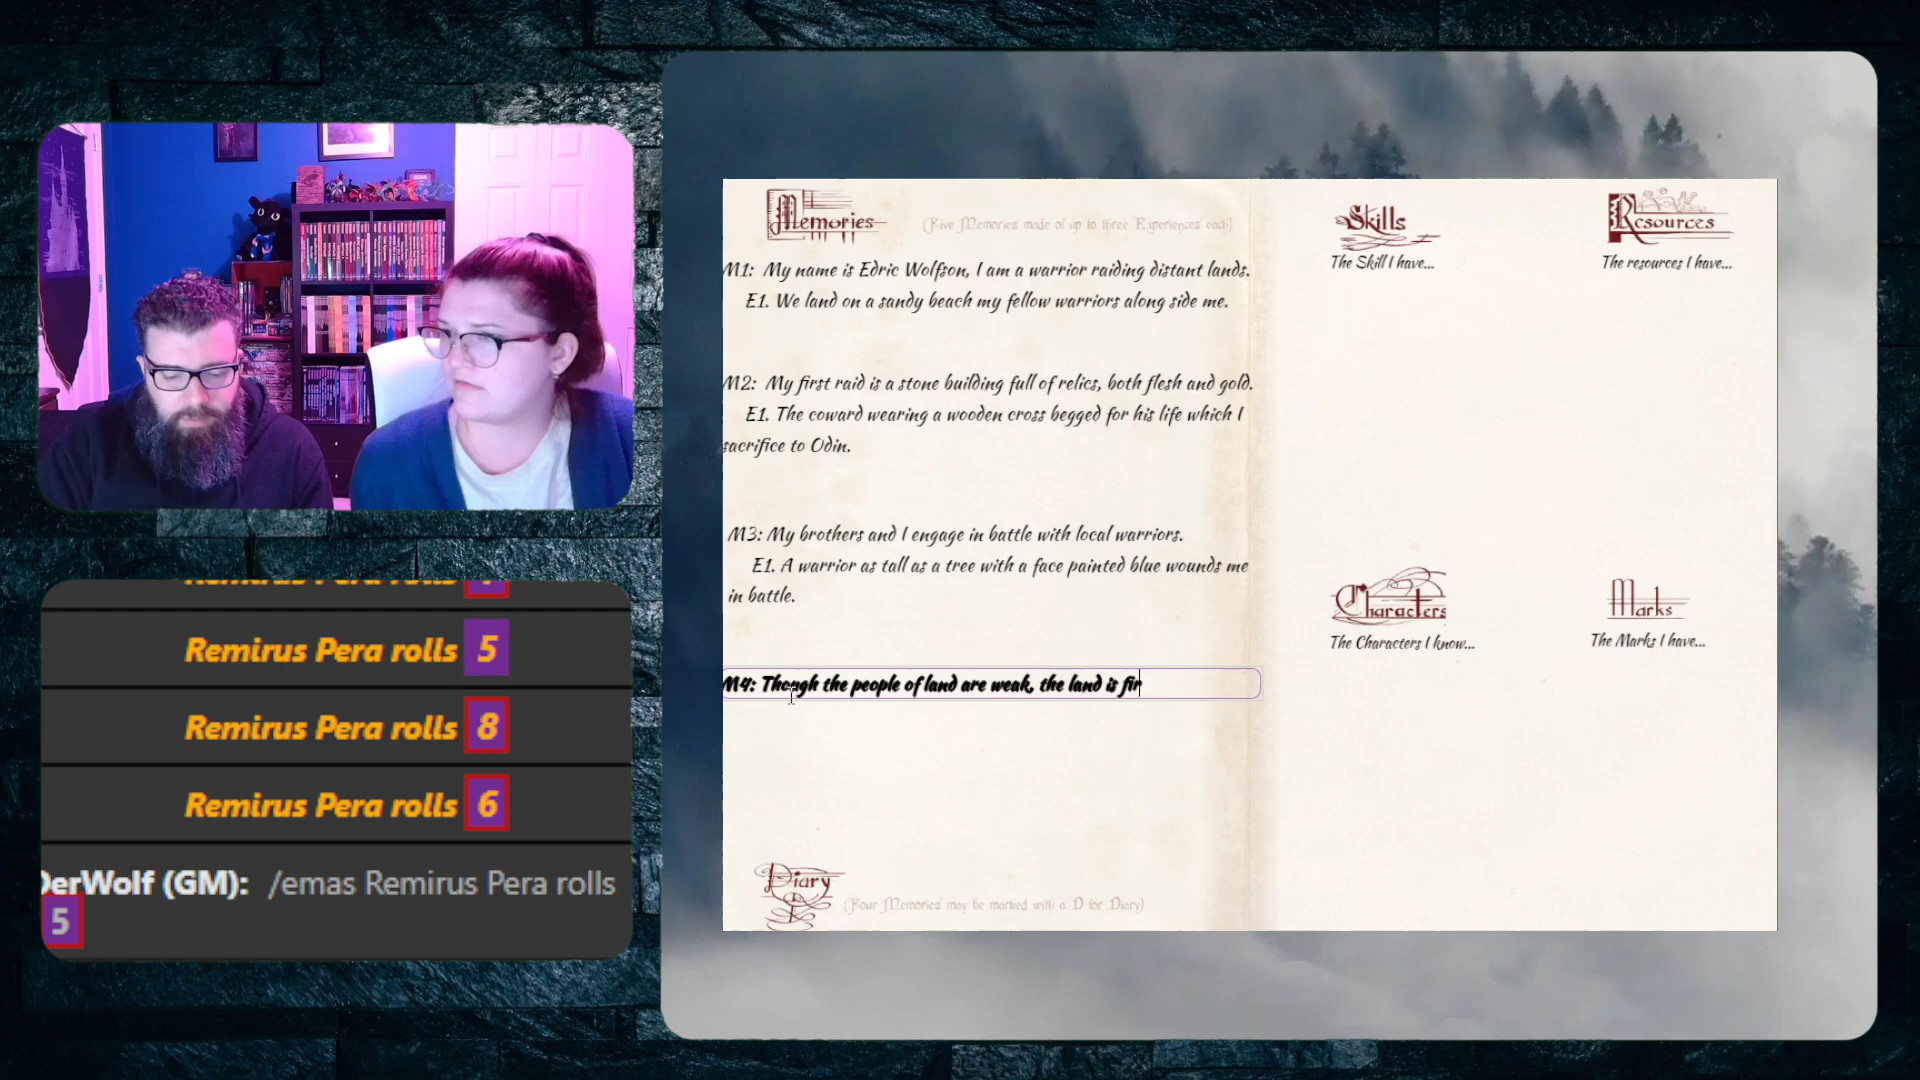 Remirus Pera rolls 5
Remirus Pera rolls 8
Remirus Pera rolls 6
DerWolf (GM): /emas Remirus Pera rolls
5
Memories
(Five Memories made of up to three Experiences each)
M1: My name is Edric Wolfson, I am a warrior raiding distant lands.
E1. We land on a sandy beach my fellow warriors along side me.
M2: My first raid is a stone building full of relics, both flesh and gold.
E1. The coward wearing a wooden cross begged for his life which I
sacrifice to Odin.
M3: My brothers and I engage in battle with local warriors.
E1. A warrior as tall as a tree with a face painted blue wounds me
in battle.
M4: Though the people of land are weak, the land is fir
Diary
(Four Memories may be marked with a D for Diary)
Skills
The Skill I have...
Resources
The resources I have...
Characters
The Characters I know...
Marks
The Marks I have...